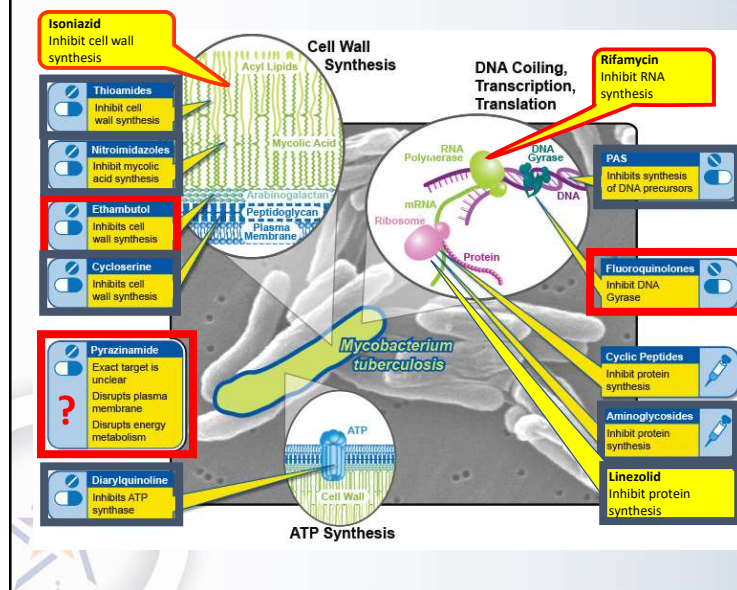 Isoniazid
Inhibit cell wall
synthesis
Cell Wall
Synthesis
Acyl Lipids
Mycolic Acid
Arabinogalactan
Peptidoglycan
Plasma
Membrane
Thioamides
Inhibit cell
wall synthesis
Nitroimidazoles
Inhibit mycolic
acid synthesis
Ethambutol
Inhibits cell
wall synthesis
Cycloserine
Inhibits cell
wall synthesis
Pyrazinamide
Exact target is
unclear
Disrupts plasma
membrane
Disrupts energy
metabolism
?
Diarylquinoline
Inhibits ATP
synthase
Mycobacterium
tuberculosis
ATP
Cell Wall
ATP Synthesis
DNA Coiling,
Transcription,
Translation
Rifamycin
Inhibit RNA
synthesis
RNA
Polymerase
DNA
Gyrase
DNA
mRNA
Ribosome
Protein
PAS
Inhibits synthesis
of DNA precursors
Fluoroquinolones
Inhibit DNA
Gyrase
Cyclic Peptides
Inhibit protein
synthesis
Aminoglycosides
Inhibit protein
synthesis
Linezolid
Inhibit protein
synthesis